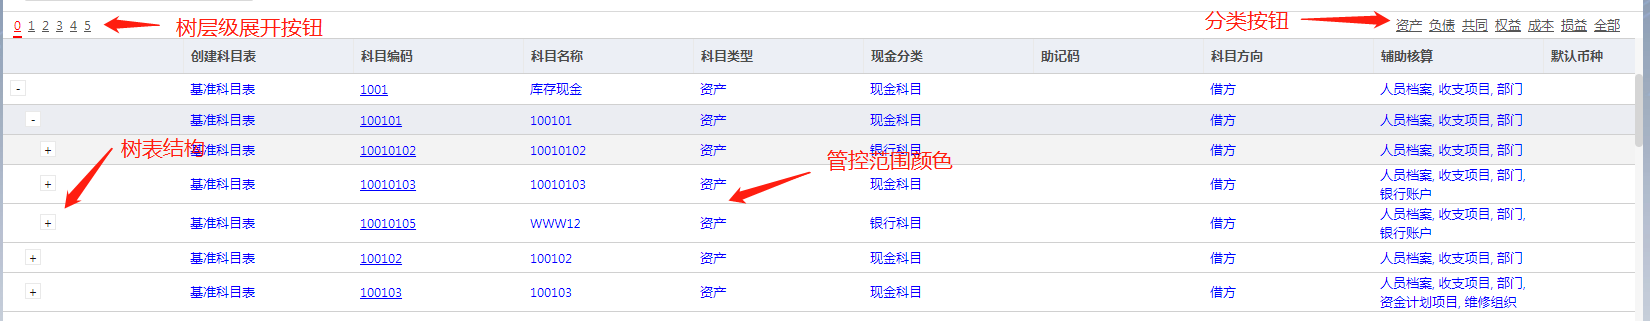 0 1 2 3 4 5 树层级展开按钮 分类按钮 资产 负债 共同 权益 成本 损益 全部
创建科目表 科目编码 科目名称 科目类型 现金分类 助记码 科目方向 辅助核算 默认币种
- 基准科目表 1001 库存现金 资产 现金科目 借方 人员档案, 收支项目, 部门
- 基准科目表 100101 100101 资产 现金科目 借方 人员档案, 收支项目, 部门
树表结构
+ 基准科目表 10010102 10010102 资产 银行科目 借方 人员档案, 收支项目, 部门
管控范围颜色
+ 基准科目表 10010103 10010103 资产 现金科目 借方 人员档案, 收支项目, 部门,
银行账户
+ 基准科目表 10010105 WWW12 资产 银行科目 借方 人员档案, 收支项目, 部门,
银行账户
+ 基准科目表 100102 100102 资产 现金科目 借方 人员档案, 收支项目, 部门
+ 基准科目表 100103 100103 资产 现金科目 借方 人员档案, 收支项目, 部门,
资金计划项目, 维修组织